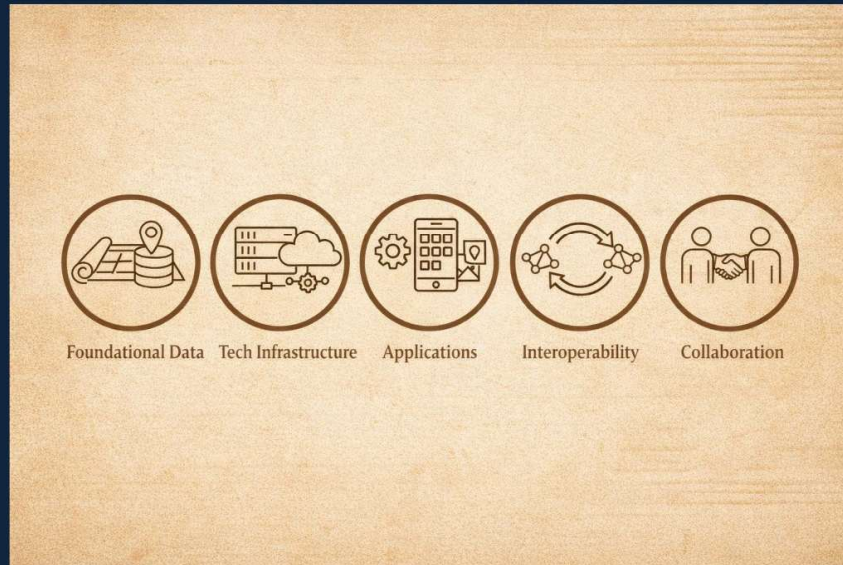 Foundational Data
Tech Infrastructure
Applications
Interoperability
Collaboration